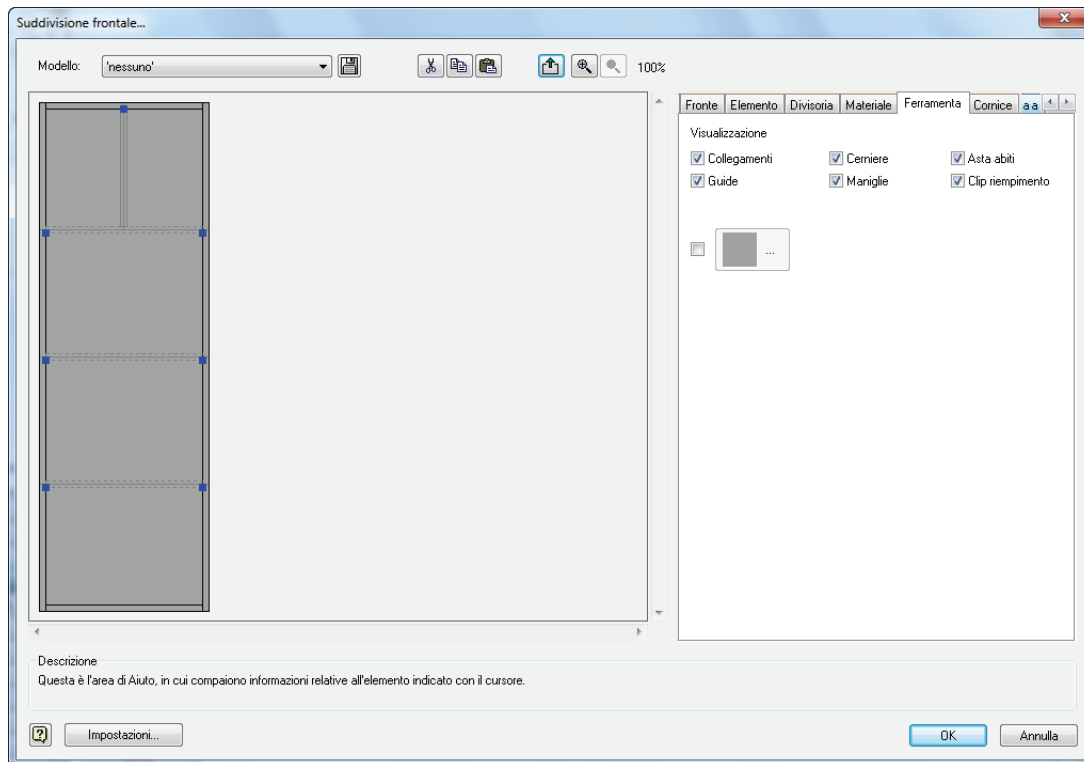 Suddivisione frontale...
Modello: 'nessuno' 100%
Fronte Elemento Divisoria Materiale Ferramenta Cornice a a
Visualizzazione
Collegamenti Cerniere Asta abiti
Guide Maniglie Clip riempimento
...
Descrizione
Questa è l'area di Aiuto, in cui compaiono informazioni relative all'elemento indicato con il cursore.
? Impostazioni... OK Annulla